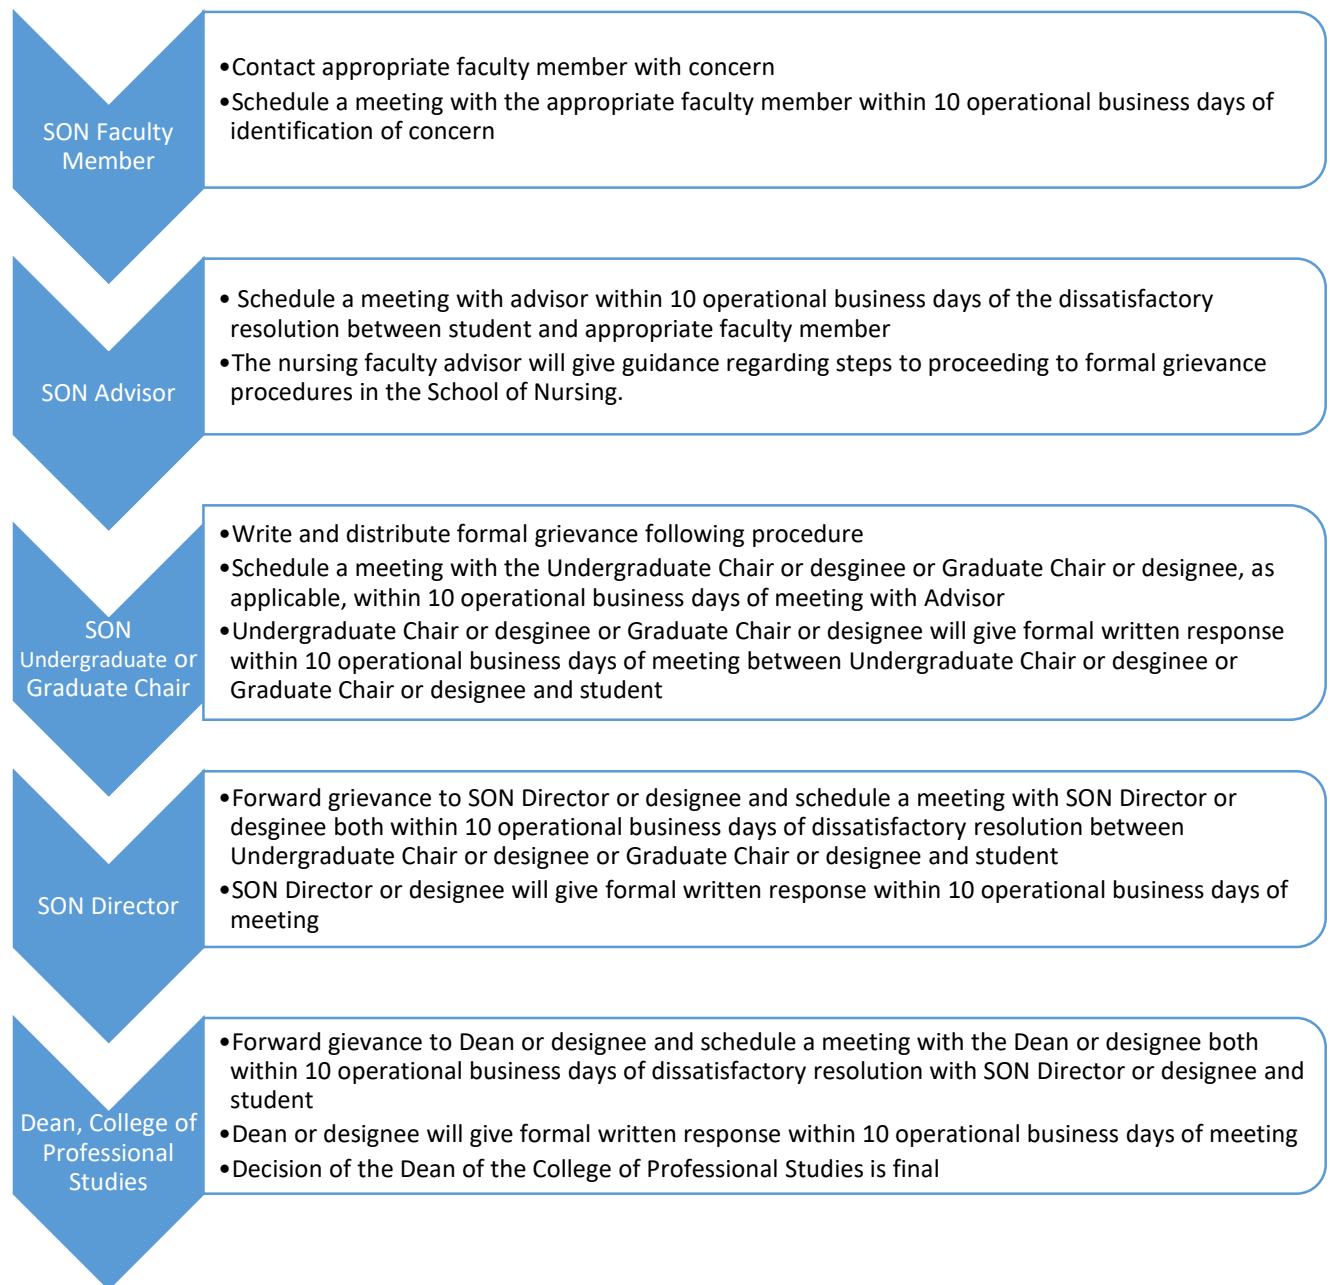 SON Faculty
Member
•Contact appropriate faculty member with concern
•Schedule a meeting with the appropriate faculty member within 10 operational business days of
identification of concern
SON Advisor
• Schedule a meeting with advisor within 10 operational business days of the dissatisfactory
resolution between student and appropriate faculty member
•The nursing faculty advisor will give guidance regarding steps to proceeding to formal grievance
procedures in the School of Nursing.
SON
Undergraduate or
Graduate Chair
•Write and distribute formal grievance following procedure
•Schedule a meeting with the Undergraduate Chair or desginee or Graduate Chair or designee, as
applicable, within 10 operational business days of meeting with Advisor
•Undergraduate Chair or desginee or Graduate Chair or designee will give formal written response
within 10 operational business days of meeting between Undergraduate Chair or desginee or
Graduate Chair or designee and student
SON Director
•Forward grievance to SON Director or designee and schedule a meeting with SON Director or
desginee both within 10 operational business days of dissatisfactory resolution between
Undergraduate Chair or designee or Graduate Chair or designee and student
•SON Director or designee will give formal written response within 10 operational business days of
meeting
Dean, College of
Professional
Studies
•Forward gievance to Dean or designee and schedule a meeting with the Dean or designee both
within 10 operational business days of dissatisfactory resolution with SON Director or designee and
student
•Dean or designee will give formal written response within 10 operational business days of meeting
•Decision of the Dean of the College of Professional Studies is final